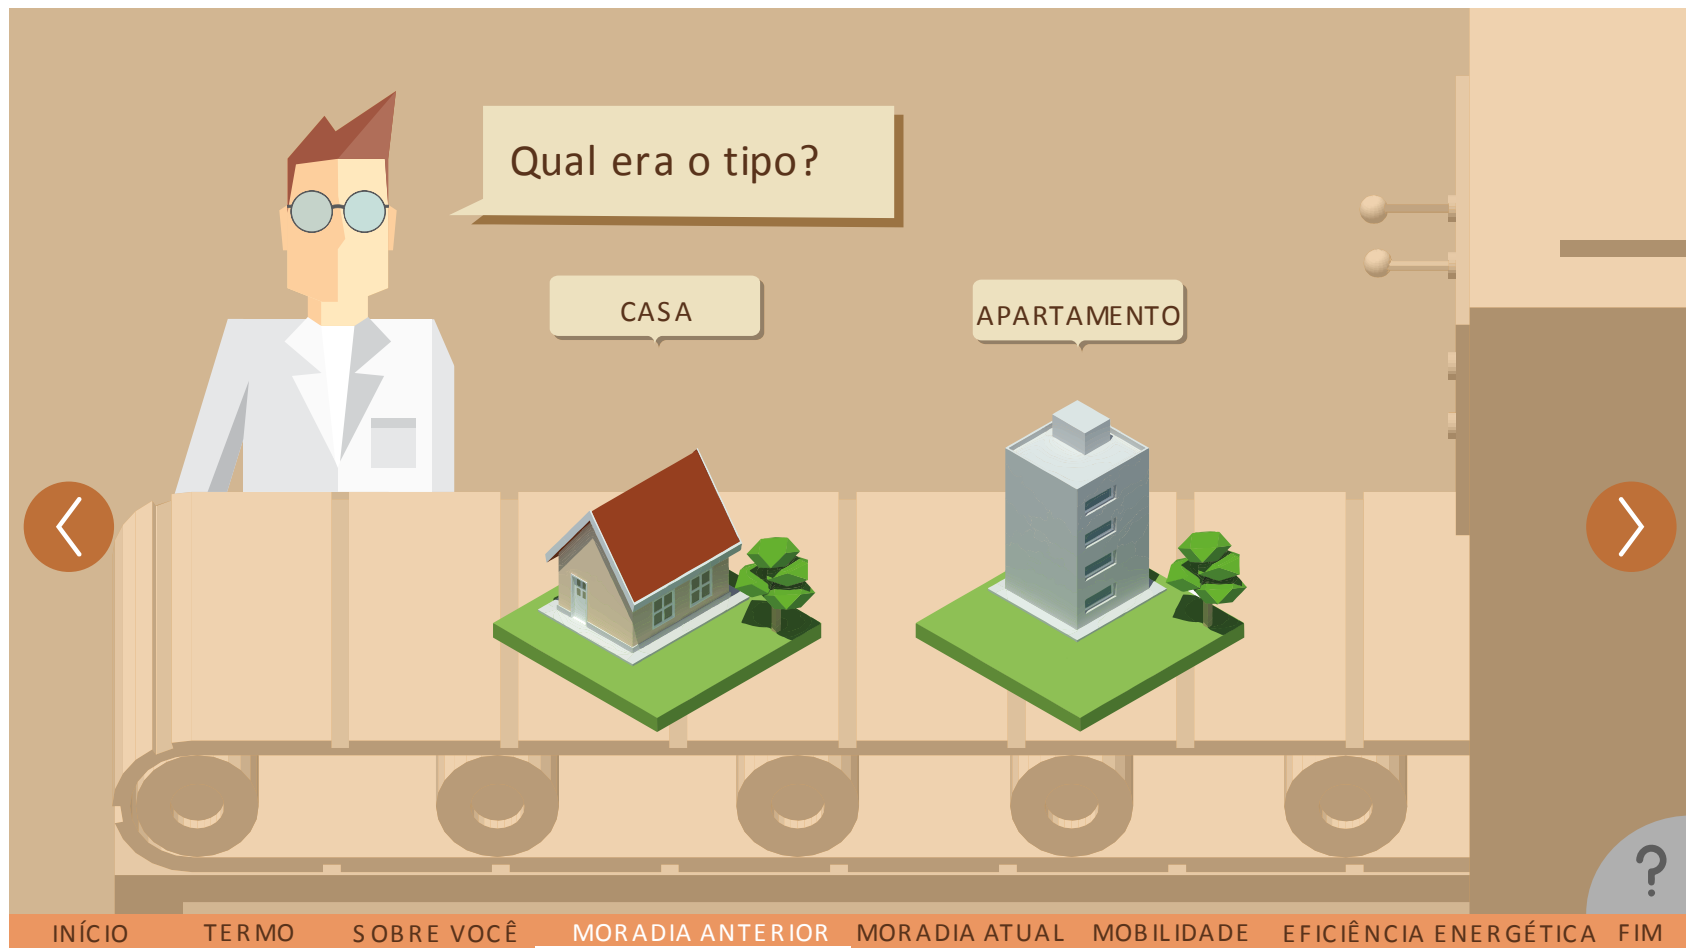 Qual era o tipo?
CASA
APARTAMENTO
?
INÍCIO TERMO SOBRE VOCÊ MORADIA ANTERIOR MORADIA ATUAL MOBILIDADE EFICIÊNCIA ENERGÉTICA FIM